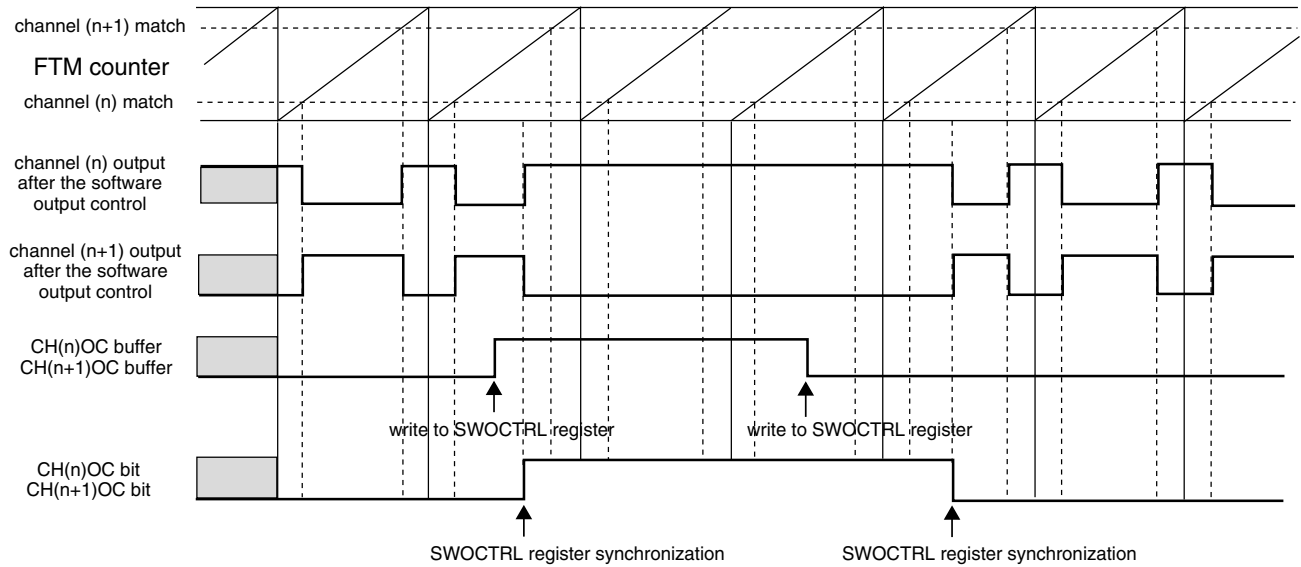 channel (n+1) match
FTM counter
channel (n) match
channel (n) output
after the software
output control
channel (n+1) output
after the software
output control
CH(n)OC buffer
CH(n+1)OC buffer
write to SWOCTRL register
write to SWOCTRL register
CH(n)OC bit
CH(n+1)OC bit
SWOCTRL register synchronization
SWOCTRL register synchronization